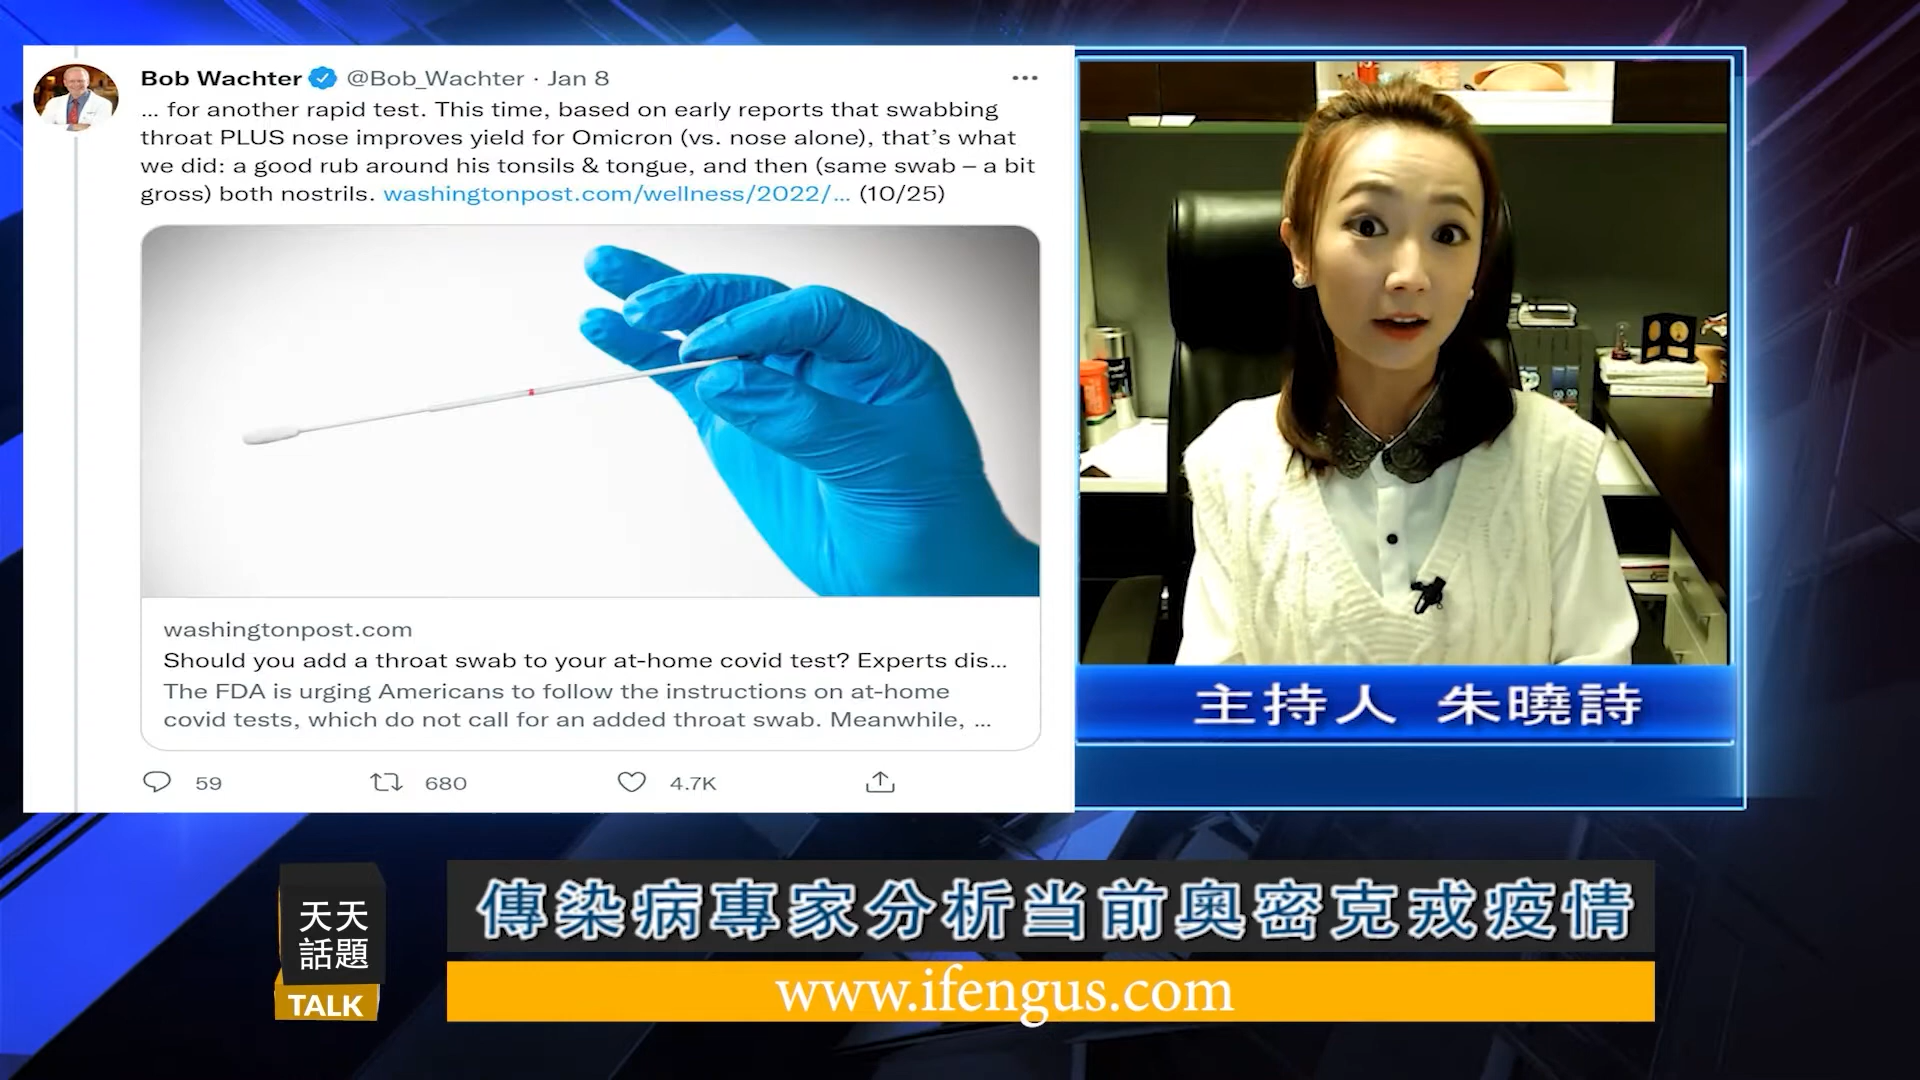 Bob Wachter @Bob_Wachter · Jan 8
... for another rapid test. This time, based on early reports that swabbing
throat PLUS nose improves yield for Omicron (vs. nose alone), that's what
we did: a good rub around his tonsils & tongue, and then (same swab – a bit
gross) both nostrils. washingtonpost.com/wellness/2022/... (10/25)
washingtonpost.com
Should you add a throat swab to your at-home covid test? Experts dis...
The FDA is urging Americans to follow the instructions on at-home
covid tests, which do not call for an added throat swab. Meanwhile, ...
59 680 4.7K
主持人 朱曉詩
天天
話題
TALK
傳染病專家分析当前奧密克戎疫情
www.ifengus.com